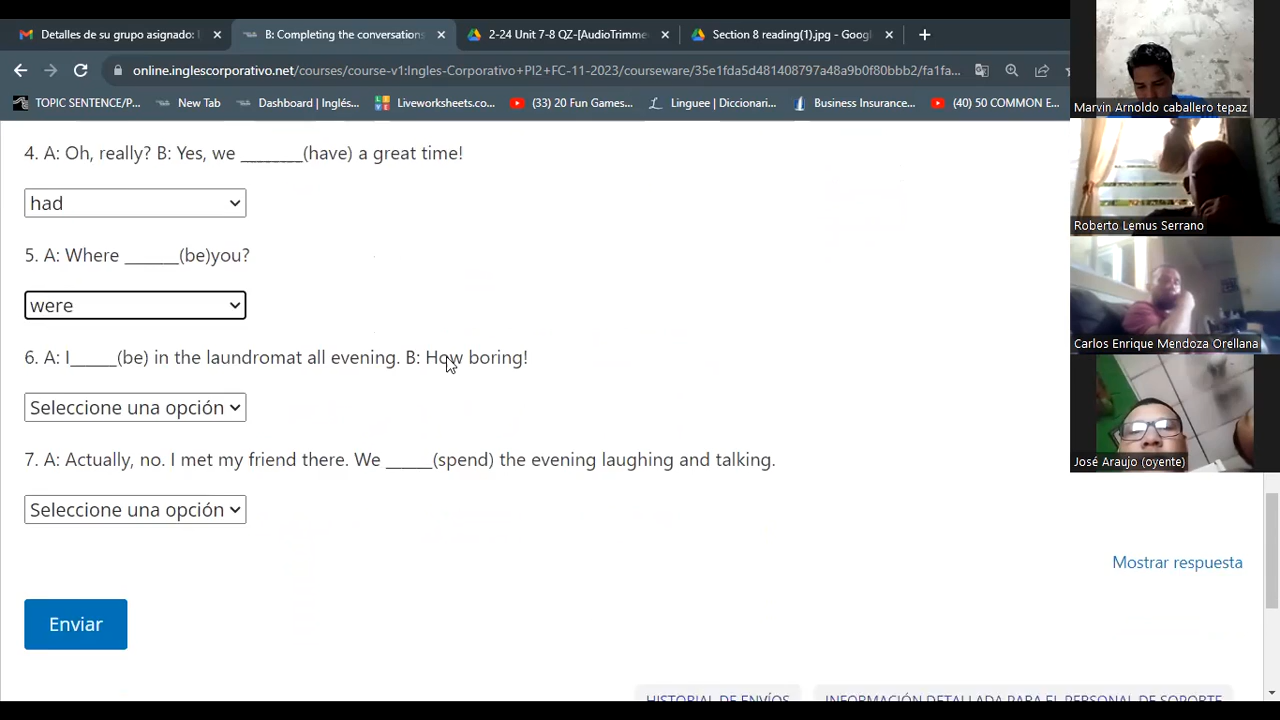 Detalles de su grupo asignado: I
B: Completing the conversations
2-24 Unit 7-8 QZ-[AudioTrimme
Section 8 reading(1).jpg - Googl
online.inglescorporativo.net/courses/course-v1:Ingles-Corporativo+PI2+FC-11-2023/courseware/35e1fda5d481408797a48a9b0f80bbb2/fa1fa...
TOPIC SENTENCE/P...
New Tab
Dashboard | Inglés...
Liveworksheets.co...
(33) 20 Fun Games...
Linguee | Diccionari...
Business Insurance...
(40) 50 COMMON E...
4. A: Oh, really? B: Yes, we ________(have) a great time!
had
5. A: Where _______(be)you?
were
6. A: I______(be) in the laundromat all evening. B: How boring!
Seleccione una opción
7. A: Actually, no. I met my friend there. We ______(spend) the evening laughing and talking.
Seleccione una opción
Mostrar respuesta
Enviar
HISTORIAL DE ENVÍOS
INFORMACIÓN DETALLADA PARA EL PERSONAL DE SOPORTE
Marvin Arnoldo caballero tepaz
Roberto Lemus Serrano
Carlos Enrique Mendoza Orellana
José Araujo (oyente)